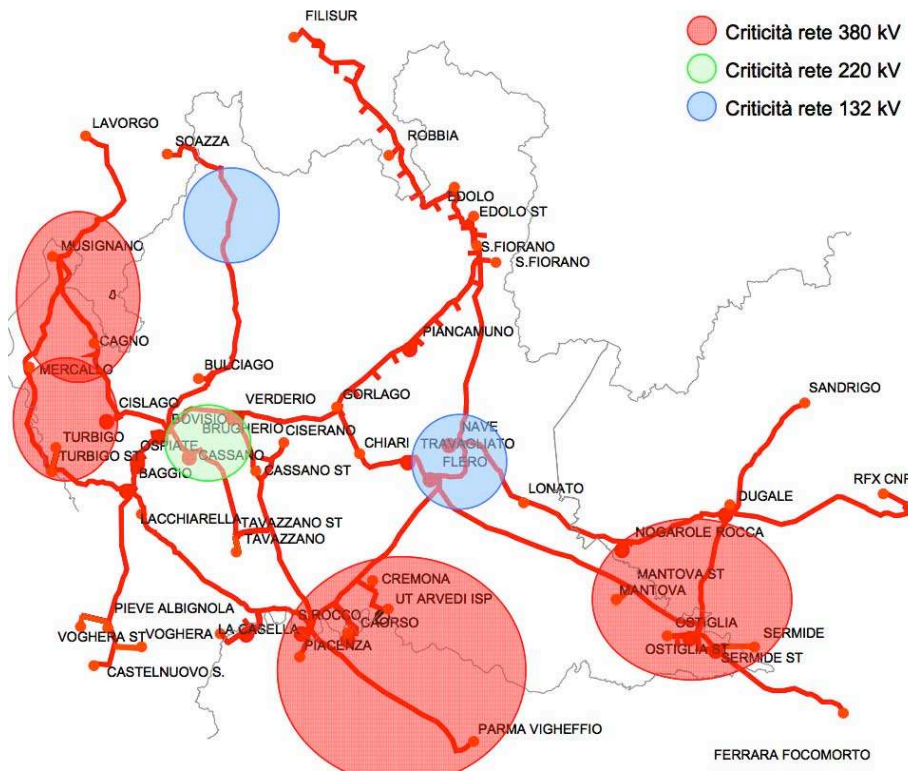 FILISUR
Criticità rete 380 kV
Criticità rete 220 kV
Criticità rete 132 kV
LAVORGO
SOAZZA
ROBBIA
EDOLO
EDOLO ST
S.FIORANO
S.FIORANO
MUSIGNANO
PIANCAMUNO
CAGNO
MERCALLO
BULCIAGO
SANDRIGO
CISLAGO
VERDERIO
GORLAGO
BOVISIO
BRUGHERIO
CISERANO
NAVE
TURBIGO
OSPIATE
CHIARI
TRAVAGLIATO
TURBIGO ST
CASSANO
FLERO
BAGGIO
CASSANO ST
RFX CNR
LONATO
DUGALE
LACCHIARELLA
TAVAZZANO ST
TAVAZZANO
NOGAROLE ROCCA
MANTOVA ST
CREMONA
MANTOVA
UT ARVEDI ISP
PIEVE ALBIGNOLA
S.ROCCO
VOGHERA ST
VOGHERA
LA CASELLA
CAORSO
OSTIGLIA
SERMIDE
PIACENZA
OSTIGLIA ST
SERMIDE ST
CASTELNUOVO S.
PARMA VIGHEFFIO
FERRARA FOCOMORTO